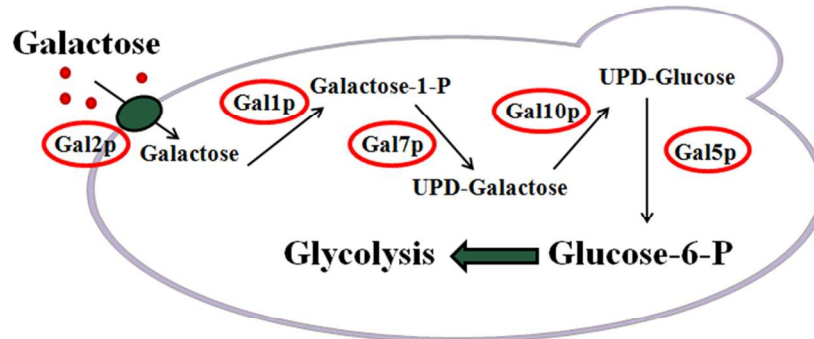 Galactose
Gal2p
Galactose
Gal1p
Galactose-1-P
Gal7p
UPD-Galactose
Gal10p
UPD-Glucose
Gal5p
Glucose-6-P
Glycolysis